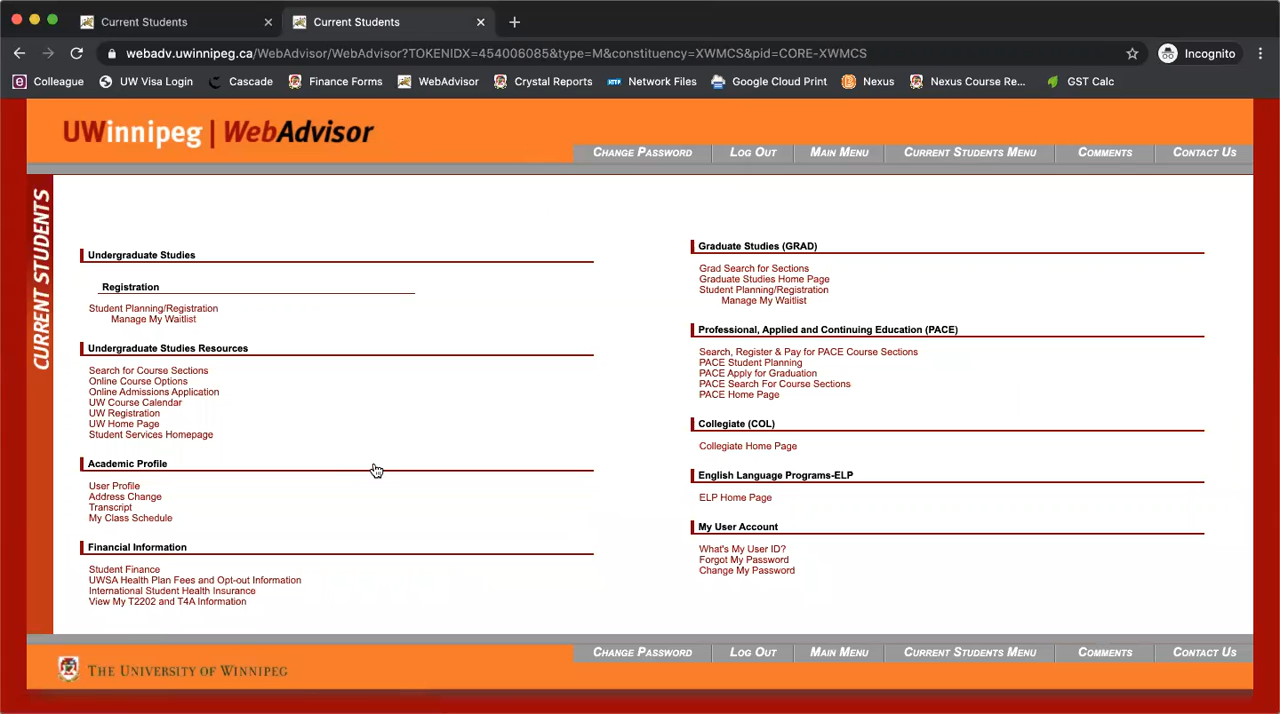 Current Students
Current Students
webadv.uwinnipeg.ca/WebAdvisor/WebAdvisor?TOKENIDX=454006085&type=M&constituency=XWMCS&pid=CORE-XWMCS
Incognito
Colleague
UW Visa Login
Cascade
Finance Forms
WebAdvisor
Crystal Reports
HTTP
Network Files
Google Cloud Print
Nexus
Nexus Course Re...
GST Calc
UWinnipeg | WebAdvisor
CHANGE PASSWORD
LOG OUT
MAIN MENU
CURRENT STUDENTS MENU
COMMENTS
CONTACT US
CURRENT STUDENTS
Undergraduate Studies
Registration
Student Planning/Registration
Manage My Waitlist
Undergraduate Studies Resources
Search for Course Sections
Online Course Options
Online Admissions Application
UW Course Calendar
UW Registration
UW Home Page
Student Services Homepage
Academic Profile
User Profile
Address Change
Transcript
My Class Schedule
Financial Information
Student Finance
UWSA Health Plan Fees and Opt-out Information
International Student Health Insurance
View My T2202 and T4A Information
Graduate Studies (GRAD)
Grad Search for Sections
Graduate Studies Home Page
Student Planning/Registration
Manage My Waitlist
Professional, Applied and Continuing Education (PACE)
Search, Register & Pay for PACE Course Sections
PACE Student Planning
PACE Apply for Graduation
PACE Search For Course Sections
PACE Home Page
Collegiate (COL)
Collegiate Home Page
English Language Programs-ELP
ELP Home Page
My User Account
What's My User ID?
Forgot My Password
Change My Password
THE UNIVERSITY OF WINNIPEG
CHANGE PASSWORD
LOG OUT
MAIN MENU
CURRENT STUDENTS MENU
COMMENTS
CONTACT US